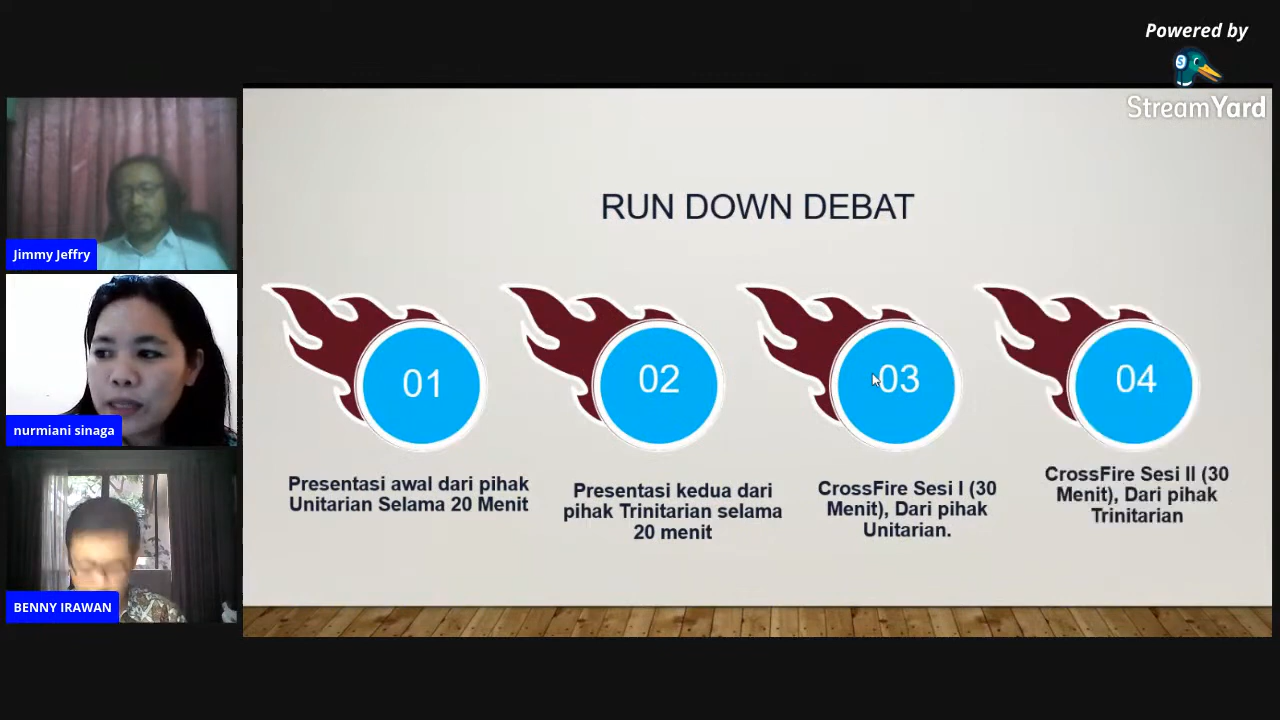 Powered by
StreamYard
Jimmy Jeffry
nurmiani sinaga
BENNY IRAWAN
RUN DOWN DEBAT
01
Presentasi awal dari pihak
Unitarian Selama 20 Menit
02
Presentasi kedua dari
pihak Trinitarian selama
20 menit
03
CrossFire Sesi I (30
Menit), Dari pihak
Unitarian.
04
CrossFire Sesi II (30
Menit), Dari pihak
Trinitarian